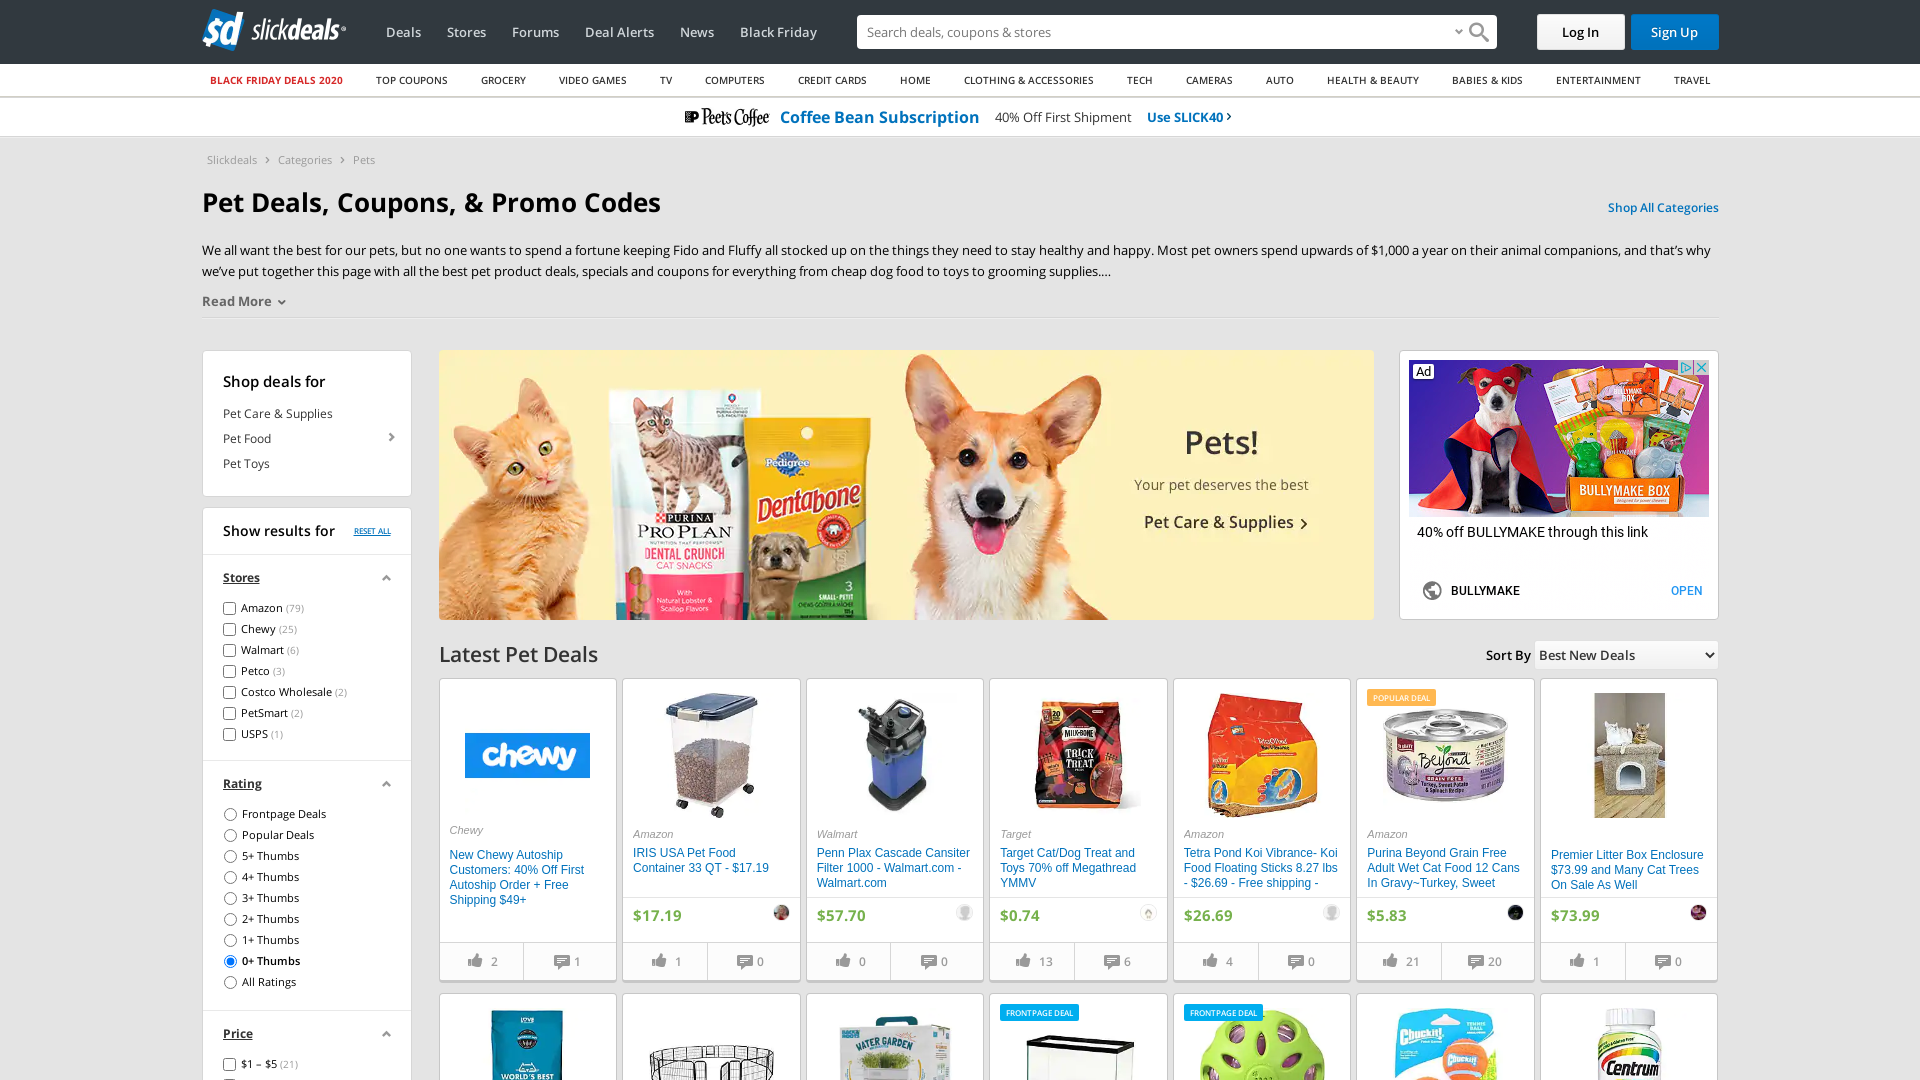 slickdeals
Deals
Stores
Forums
Deal Alerts
News
Black Friday
Search deals, coupons & stores
Log In
Sign Up
BLACK FRIDAY DEALS 2020
TOP COUPONS
GROCERY
VIDEO GAMES
TV
COMPUTERS
CREDIT CARDS
HOME
CLOTHING & ACCESSORIES
TECH
CAMERAS
AUTO
HEALTH & BEAUTY
BABIES & KIDS
ENTERTAINMENT
TRAVEL
Peet's Coffee Coffee Bean Subscription 40% Off First Shipment Use SLICK40
Slickdeals
Categories
Pets
Pet Deals, Coupons, & Promo Codes
Shop All Categories
We all want the best for our pets, but no one wants to spend a fortune keeping Fido and Fluffy all stocked up on the things they need to stay healthy and happy. Most pet owners spend upwards of $1,000 a year on their animal companions, and that's why
we've put together this page with all the best pet product deals, specials and coupons for everything from cheap dog food to toys to grooming supplies....
Read More
Shop deals for
Pet Care & Supplies
Pet Food
Pet Toys
Show results for
RESET ALL
Stores
Amazon (79)
Chewy (25)
Walmart (6)
Petco (3)
Costco Wholesale (2)
PetSmart (2)
USPS (1)
Rating
Frontpage Deals
Popular Deals
5+ Thumbs
4+ Thumbs
3+ Thumbs
2+ Thumbs
1+ Thumbs
0+ Thumbs
All Ratings
Price
$1 – $5 (21)
PURINA
PRO PLAN
DENTAL CRUNCH
CAT SNACKS
With
Natural Lobster &
Scallop Flavors
Pedigree
Dentabone
3
SMALL-PETIT
Pets!
Your pet deserves the best
Pet Care & Supplies
Ad
BULLYMAKE
BOX
BULLYMAKE BOX
40% off BULLYMAKE through this link
BULLYMAKE
OPEN
Latest Pet Deals
Sort By
Best New Deals
chewy
Chewy
New Chewy Autoship
Customers: 40% Off First
Autoship Order + Free
Shipping $49+
2
1
Amazon
IRIS USA Pet Food
Container 33 QT - $17.19
$17.19
1
0
Walmart
Penn Plax Cascade Cansiter
Filter 1000 - Walmart.com -
Walmart.com
$57.70
0
0
20
MILK-BONE
TRICK
TREAT
Target
Target Cat/Dog Treat and
Toys 70% off Megathread
YMMV
$0.74
13
6
Amazon
Tetra Pond Koi Vibrance- Koi
Food Floating Sticks 8.27 lbs
- $26.69 - Free shipping -
$26.69
4
0
POPULAR DEAL
Beyond
GRAIN FREE
Turkey, Sweet Potato
& Spinach Recipe
Amazon
Purina Beyond Grain Free
Adult Wet Cat Food 12 Cans
In Gravy~Turkey, Sweet
$5.83
21
20
Premier Litter Box Enclosure
$73.99 and Many Cat Trees
On Sale As Well
$73.99
1
0
LOVE
WORLD'S BEST
BACK TO THE ROOTS
WATER GARDEN
FRONTPAGE DEAL
FRONTPAGE DEAL
Chuckit!
TENNIS
BALL
Centrum